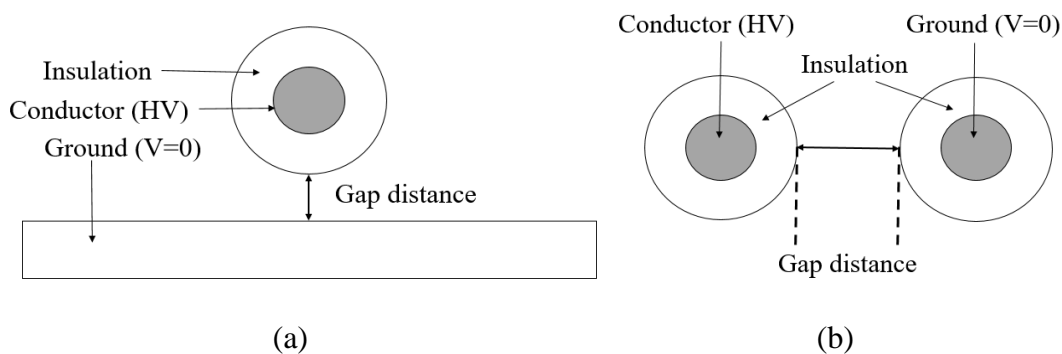 Insulation
Conductor (HV)
Ground (V=0)
Gap distance
(a)
Conductor (HV)
Ground (V=0)
Insulation
Gap distance
(b)